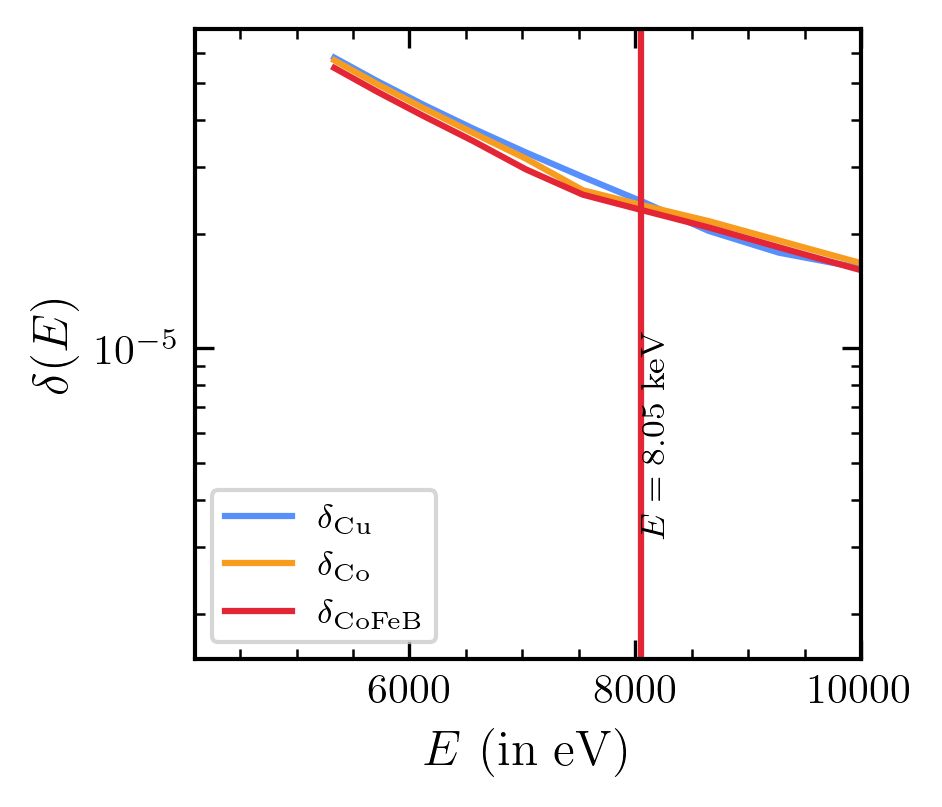 δ(E)
10⁻⁵
E = 8.05 keV
δ_Cu
δ_Co
δ_CoFeB
6000 8000 10000
E (in eV)